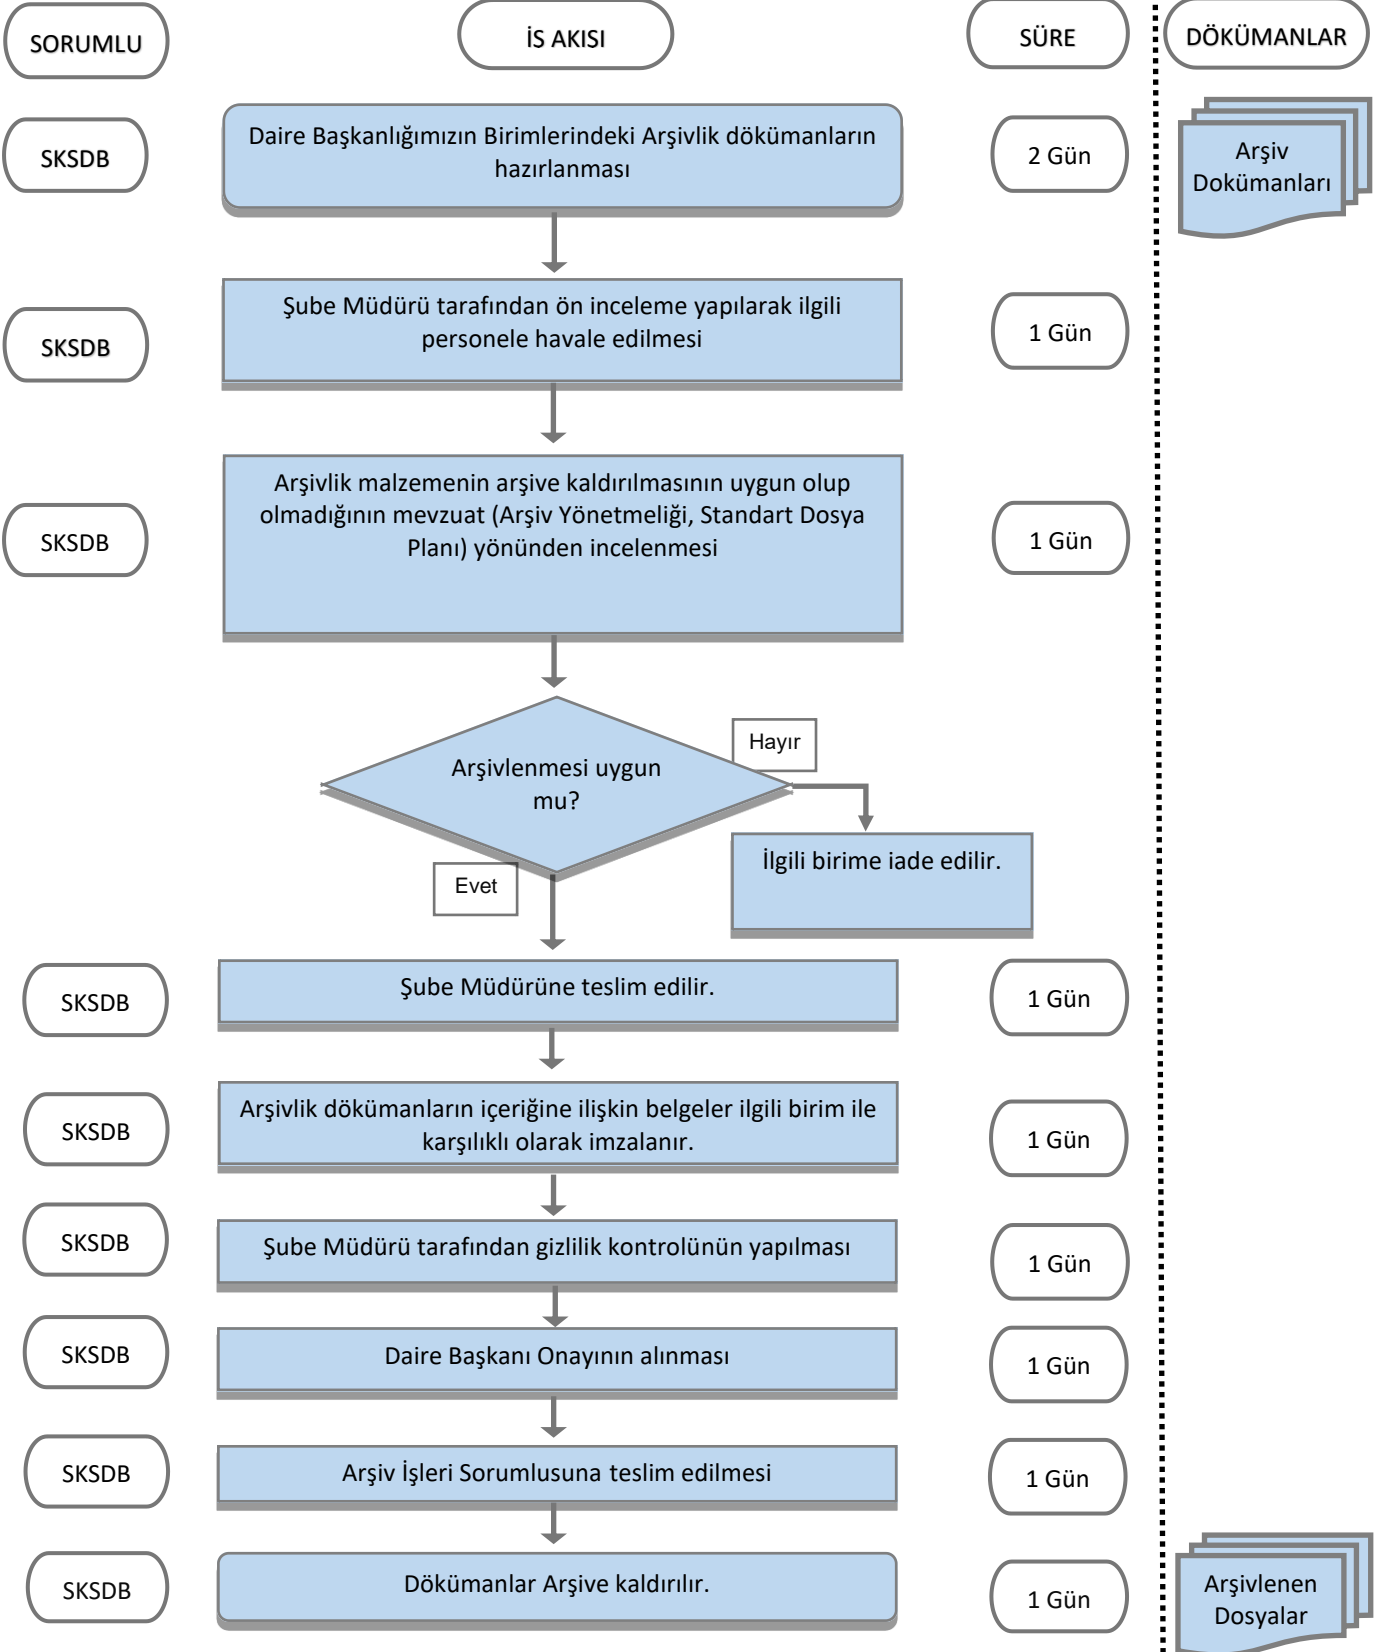 SORUMLU
İS AKISI
SÜRE
DÖKÜMANLAR
SKSDB
Daire Başkanlığımızın Birimlerindeki Arşivlik dökümanların
hazırlanması
2 Gün
Arşiv
Dokümanları
SKSDB
Şube Müdürü tarafından ön inceleme yapılarak ilgili
personele havale edilmesi
1 Gün
SKSDB
Arşivlik malzemenin arşive kaldırılmasının uygun olup
olmadığının mevzuat (Arşiv Yönetmeliği, Standart Dosya
Planı) yönünden incelenmesi
1 Gün
Arşivlenmesi uygun
mu?
Hayır
İlgili birime iade edilir.
Evet
SKSDB
Şube Müdürüne teslim edilir.
1 Gün
SKSDB
Arşivlik dökümanların içeriğine ilişkin belgeler ilgili birim ile
karşılıklı olarak imzalanır.
1 Gün
SKSDB
Şube Müdürü tarafından gizlilik kontrolünün yapılması
1 Gün
SKSDB
Daire Başkanı Onayının alınması
1 Gün
SKSDB
Arşiv İşleri Sorumlusuna teslim edilmesi
1 Gün
SKSDB
Dökümanlar Arşive kaldırılır.
1 Gün
Arşivlenen
Dosyalar